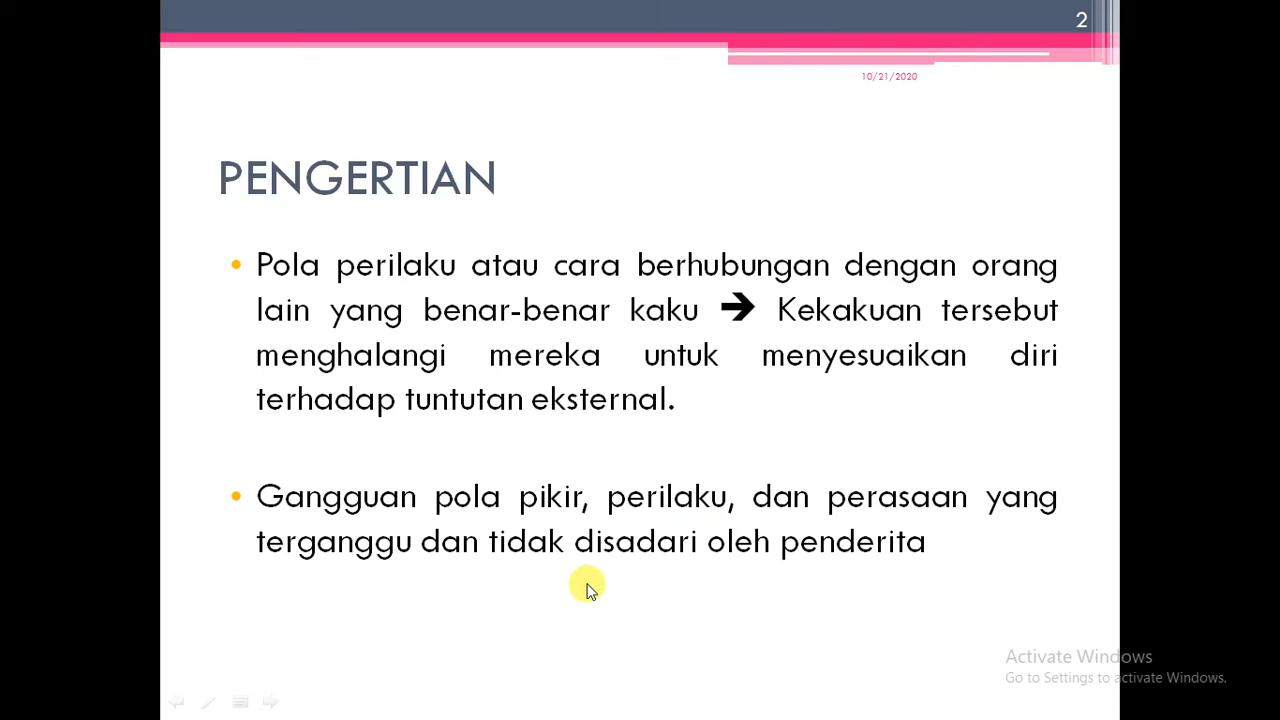 2
10/21/2020
PENGERTIAN
• Pola perilaku atau cara berhubungan dengan orang
lain yang benar-benar kaku ➔ Kekakuan tersebut
menghalangi mereka untuk menyesuaikan diri
terhadap tuntutan eksternal.
• Gangguan pola pikir, perilaku, dan perasaan yang
terganggu dan tidak disadari oleh penderita
Activate Windows
Go to Settings to activate Windows.